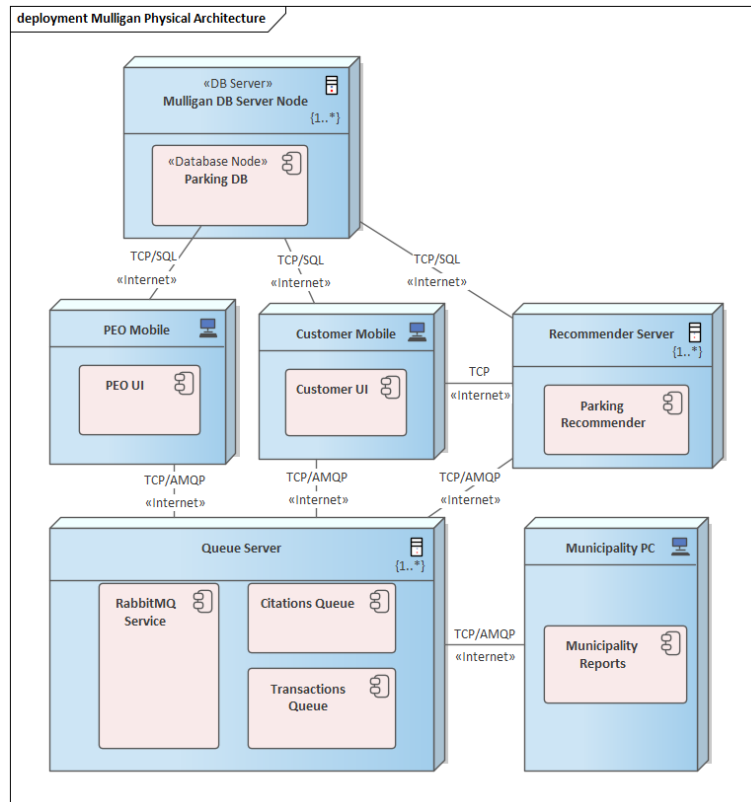 deployment Mulligan Physical Architecture
«DB Server»
Mulligan DB Server Node
{1..*}
«Database Node»
Parking DB
TCP/SQL
«Internet»
TCP/SQL
«Internet»
TCP/SQL
«Internet»
PEO Mobile
PEO UI
Customer Mobile
Customer UI
TCP
«Internet»
Recommender Server
{1..*}
Parking
Recommender
TCP/AMQP
«Internet»
TCP/AMQP
«Internet»
TCP/AMQP
«Internet»
Queue Server
{1..*}
RabbitMQ
Service
Citations Queue
Transactions
Queue
TCP/AMQP
«Internet»
Municipality PC
Municipality
Reports